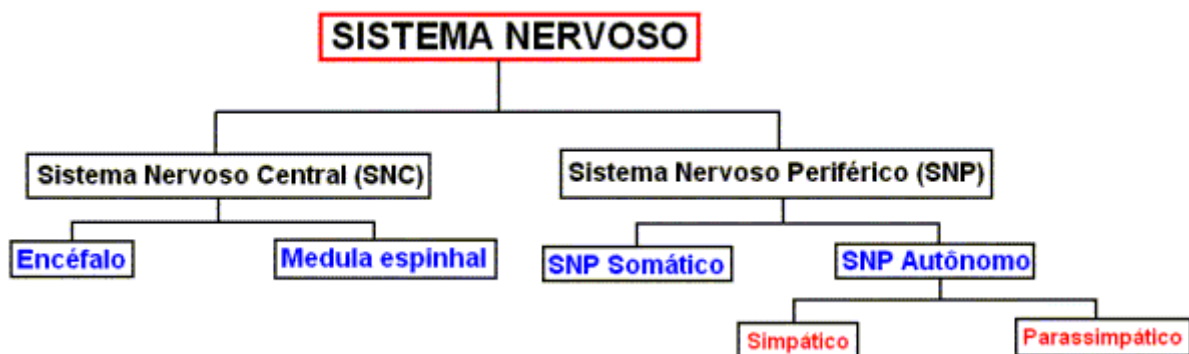 SISTEMA NERVOSO
Sistema Nervoso Central (SNC)
Sistema Nervoso Periférico (SNP)
Encéfalo
Medula espinhal
SNP Somático
SNP Autônomo
Simpático
Parassimpático